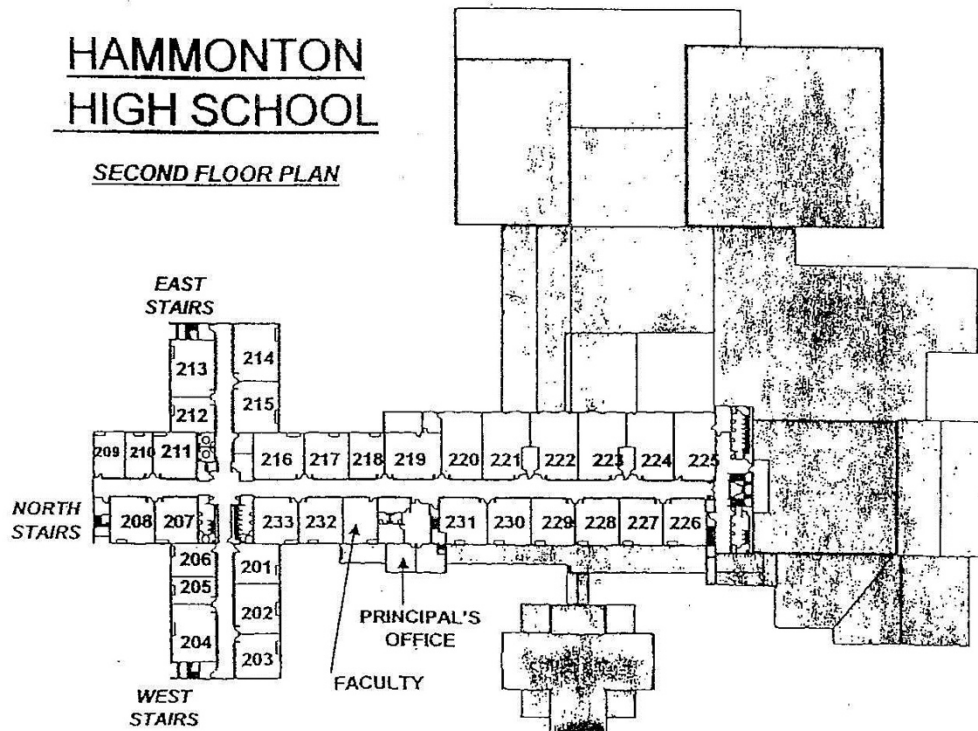 HAMMONTON
HIGH SCHOOL
SECOND FLOOR PLAN
EAST
STAIRS
213
214
212
215
209
210
211
216
217
218
219
220
221
222
223
224
225
NORTH
STAIRS
208
207
233
232
231
230
229
228
227
226
206
201
205
202
204
203
PRINCIPAL'S
OFFICE
FACULTY
WEST
STAIRS